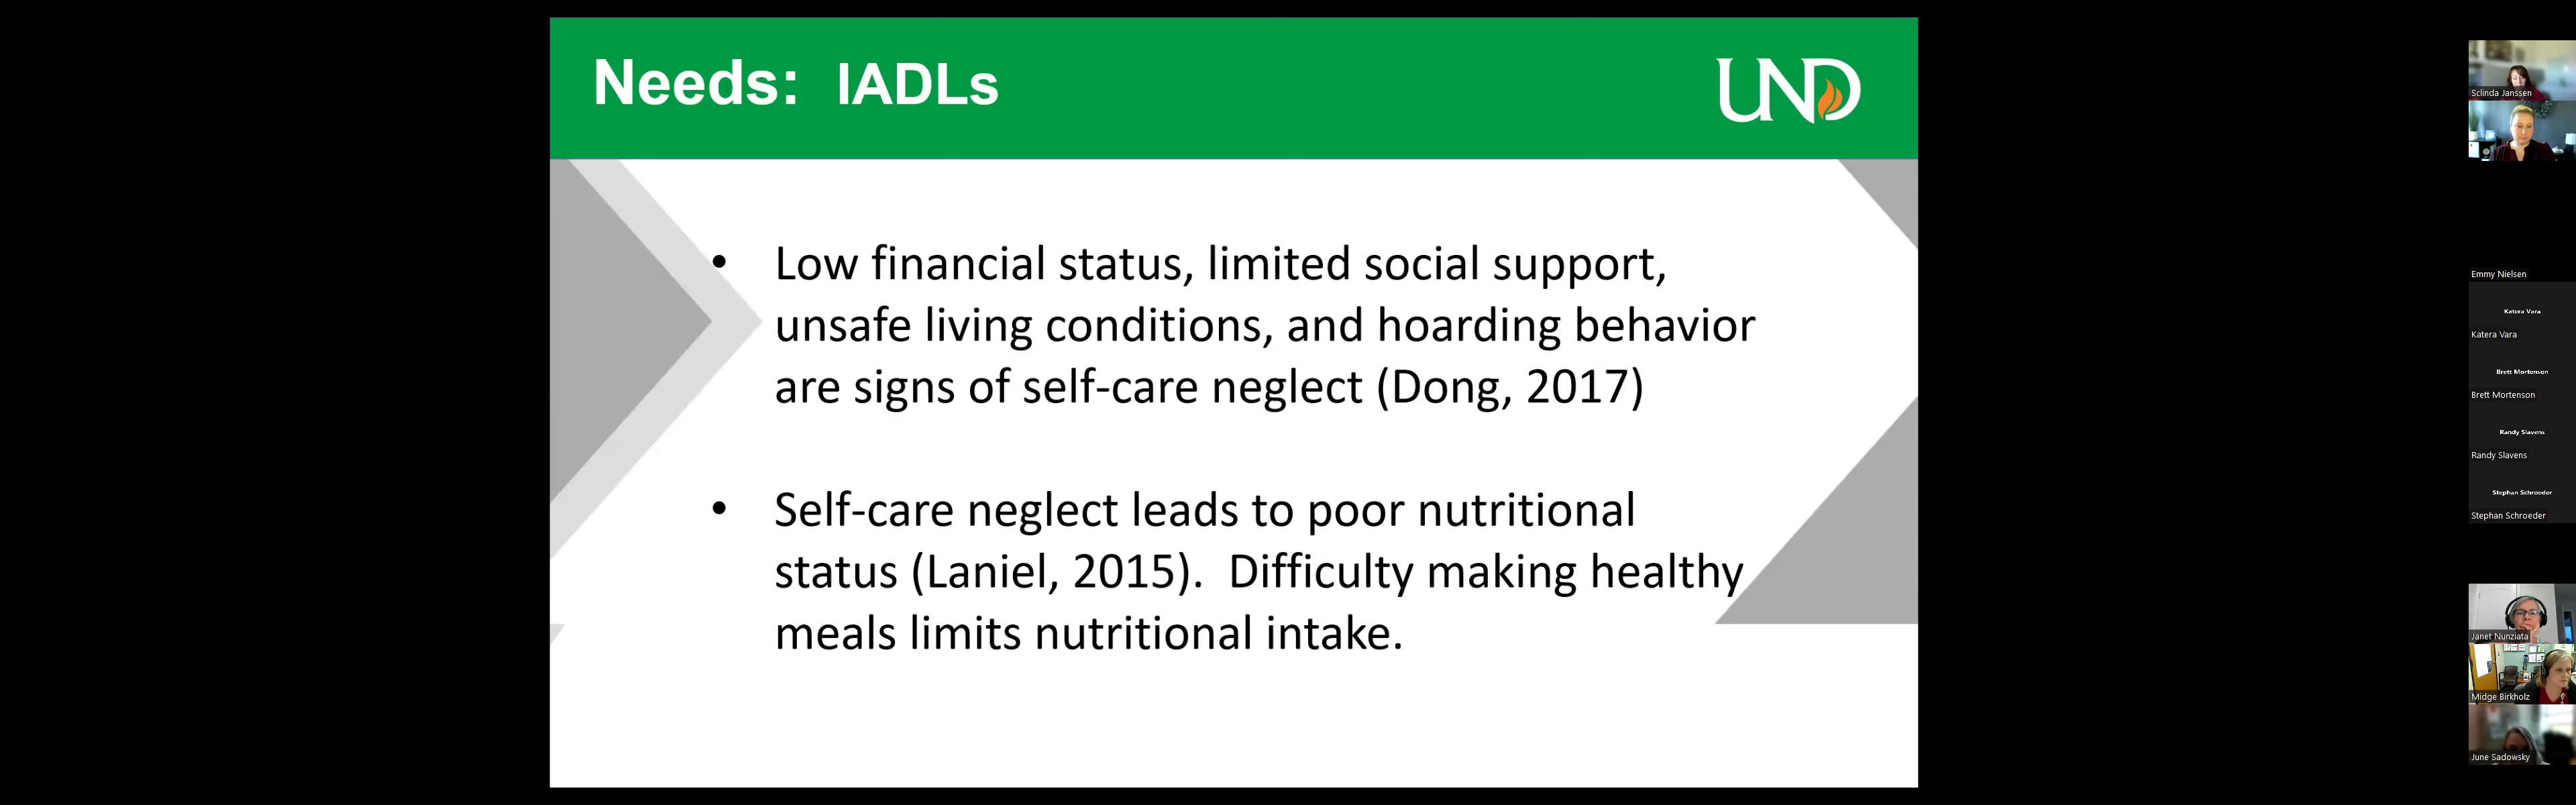 Needs: IADLs
UND
• Low financial status, limited social support,
unsafe living conditions, and hoarding behavior
are signs of self-care neglect (Dong, 2017)
• Self-care neglect leads to poor nutritional
status (Laniel, 2015). Difficulty making healthy
meals limits nutritional intake.
Sclinda Janssen
Emmy Nielsen
Katera Vara
Katera Vara
Brett Mortenson
Brett Mortenson
Randy Slavens
Randy Slavens
Stephan Schroeder
Stephan Schroeder
Janet Nunziata
Midge Birkholz
June Sadowsky